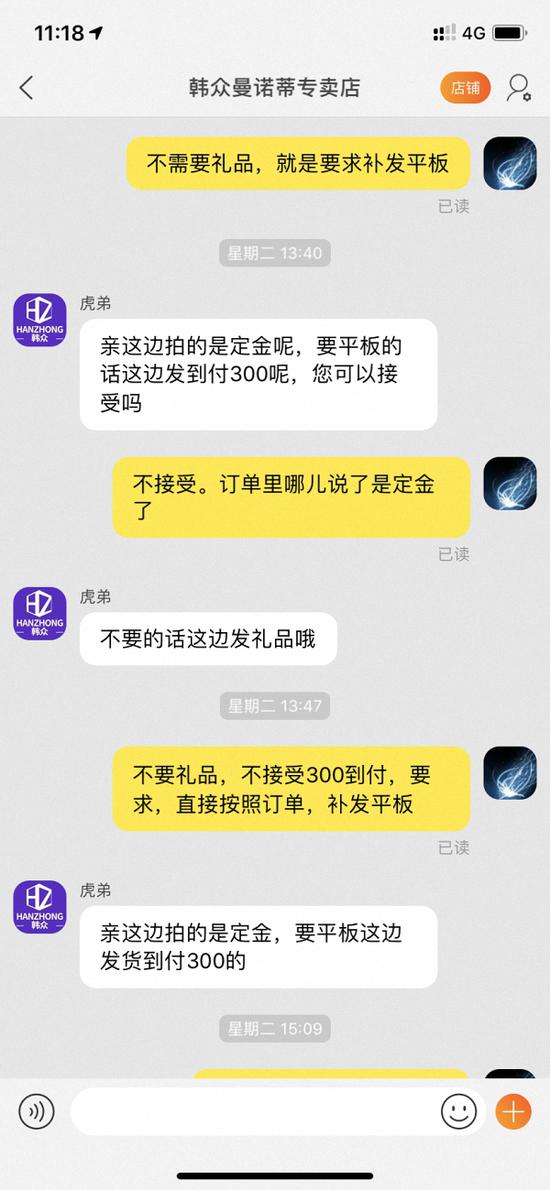 11:18
4G
韩众曼诺蒂专卖店
店铺
不需要礼品，就是要求补发平板
已读
星期二 13:40
虎弟
HANZHONG
韩众
亲这边拍的是定金呢，要平板的
话这边发到付300呢，您可以接
受吗
不接受。订单里哪儿说了是定金
了
已读
虎弟
HANZHONG
韩众
不要的话这边发礼品哦
星期二 13:47
不要礼品，不接受300到付，要
求，直接按照订单，补发平板
已读
虎弟
HANZHONG
韩众
亲这边拍的是定金，要平板这边
发货到付300的
星期二 15:09